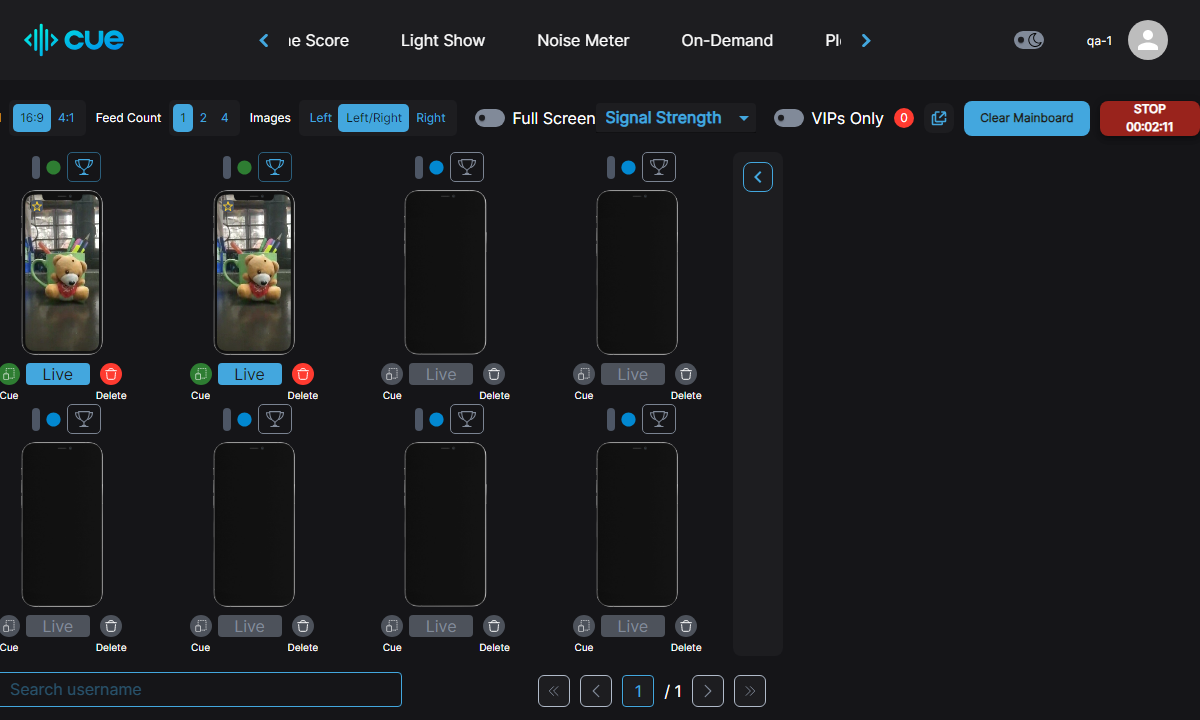 cue
ne Score
Light Show
Noise Meter
On-Demand
Pl
qa-1
16:9
4:1
Feed Count
1
2
4
Images
Left
Left/Right
Right
Full Screen
Signal Strength
VIPs Only
0
Clear Mainboard
STOP
00:02:11
Live
Live
Live
Live
Cue
Delete
Cue
Delete
Cue
Delete
Cue
Delete
Live
Live
Live
Live
Cue
Delete
Cue
Delete
Cue
Delete
Cue
Delete
Search username
1
/ 1